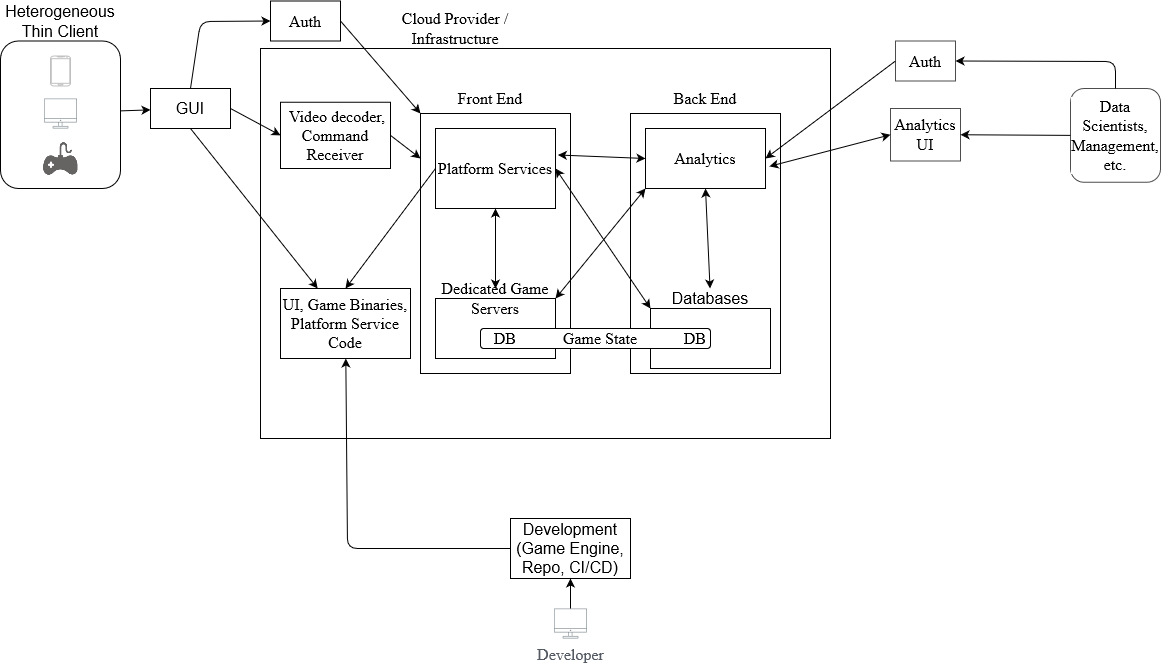 Heterogeneous
Thin Client
Auth
Cloud Provider /
Infrastructure
GUI
Video decoder,
Command
Receiver
Front End
Back End
Platform Services
Analytics
Auth
Analytics
UI
Data
Scientists,
Management,
etc.
UI, Game Binaries,
Platform Service
Code
Dedicated Game
Servers
Databases
DB
Game State
DB
Development
(Game Engine,
Repo, CI/CD)
Developer